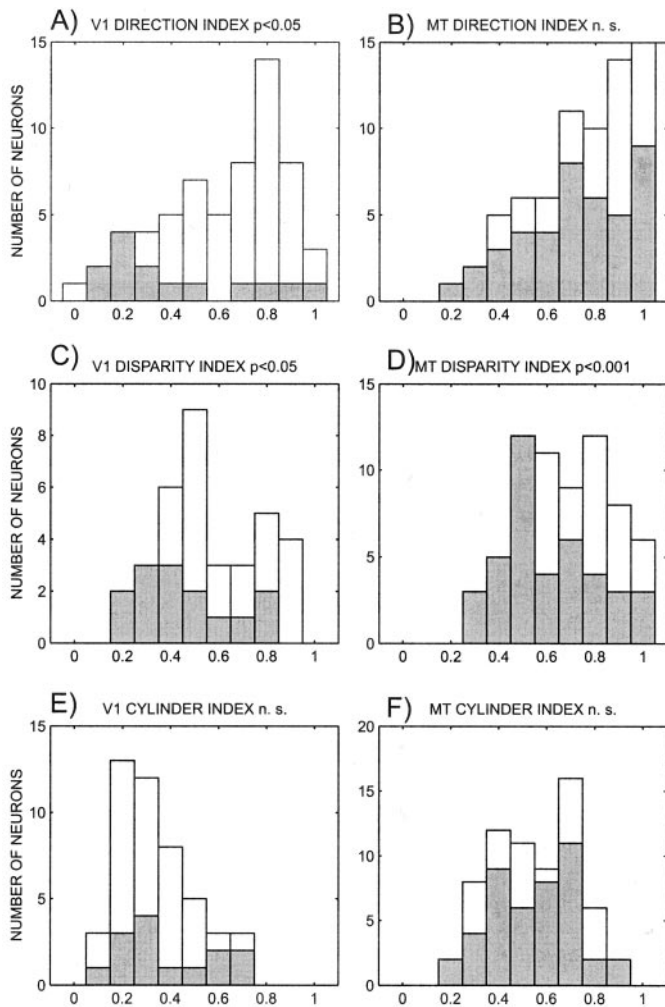 A) V1 DIRECTION INDEX p<0.05
B) MT DIRECTION INDEX n. s.
NUMBER OF NEURONS
15
10
5
0
0 0.2 0.4 0.6 0.8 1
15
10
5
0
0 0.2 0.4 0.6 0.8 1
C) V1 DISPARITY INDEX p<0.05
D) MT DISPARITY INDEX p<0.001
NUMBER OF NEURONS
10
8
6
4
2
0
0 0.2 0.4 0.6 0.8 1
15
10
5
0
0 0.2 0.4 0.6 0.8 1
E) V1 CYLINDER INDEX n. s.
F) MT CYLINDER INDEX n. s.
NUMBER OF NEURONS
15
10
5
0
0 0.2 0.4 0.6 0.8 1
20
15
10
5
0
0 0.2 0.4 0.6 0.8 1